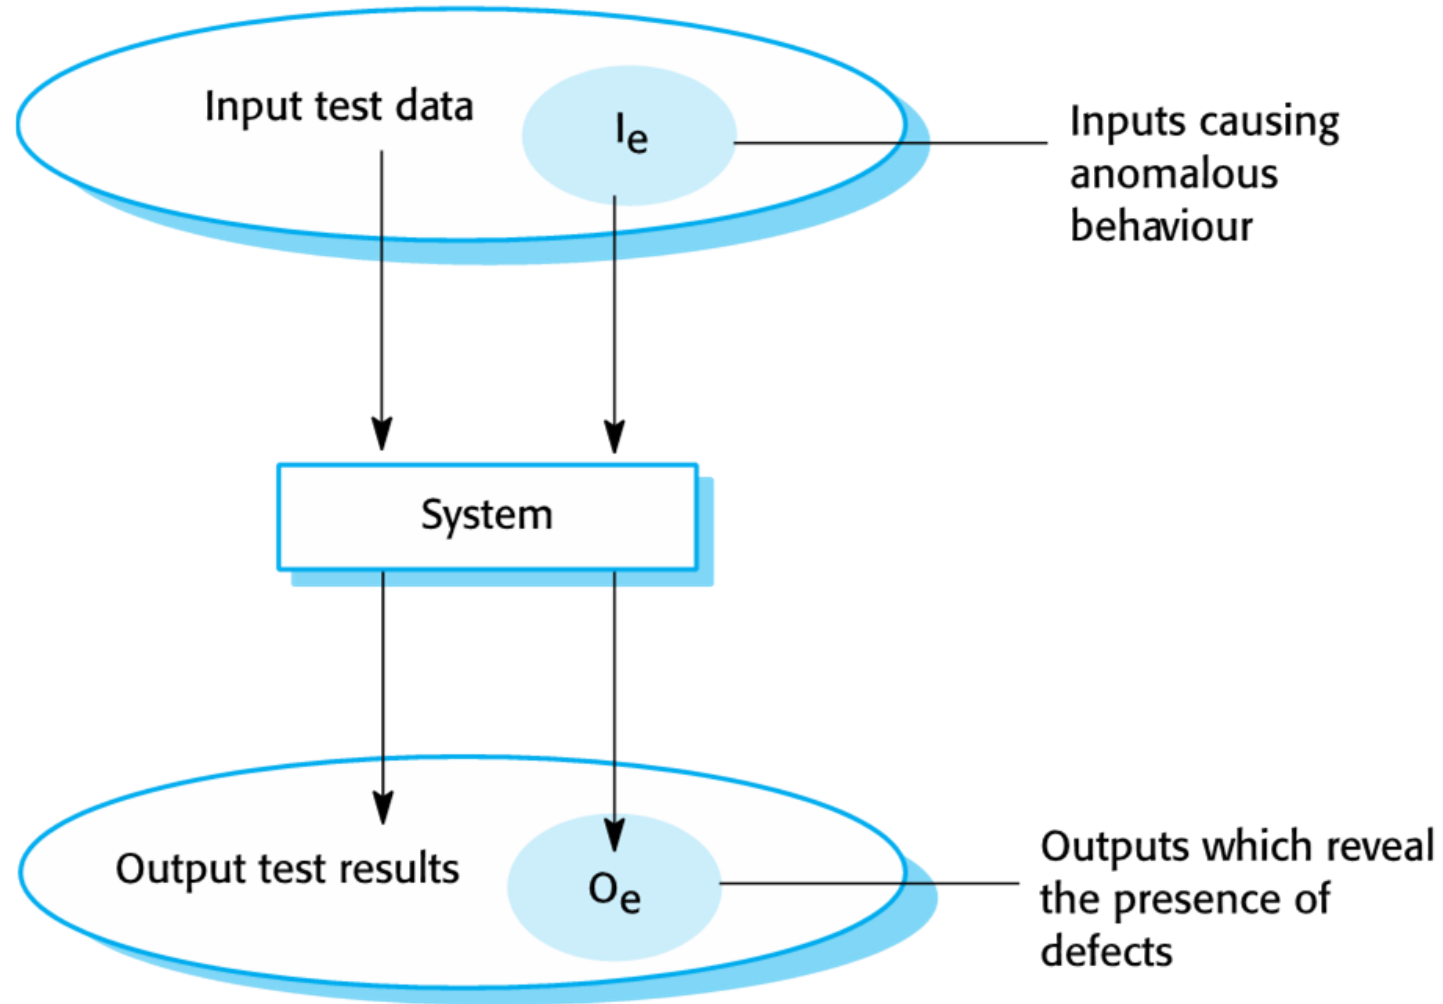 Input test data
Ie
Inputs causing
anomalous
behaviour
System
Output test results
Oe
Outputs which reveal
the presence of
defects